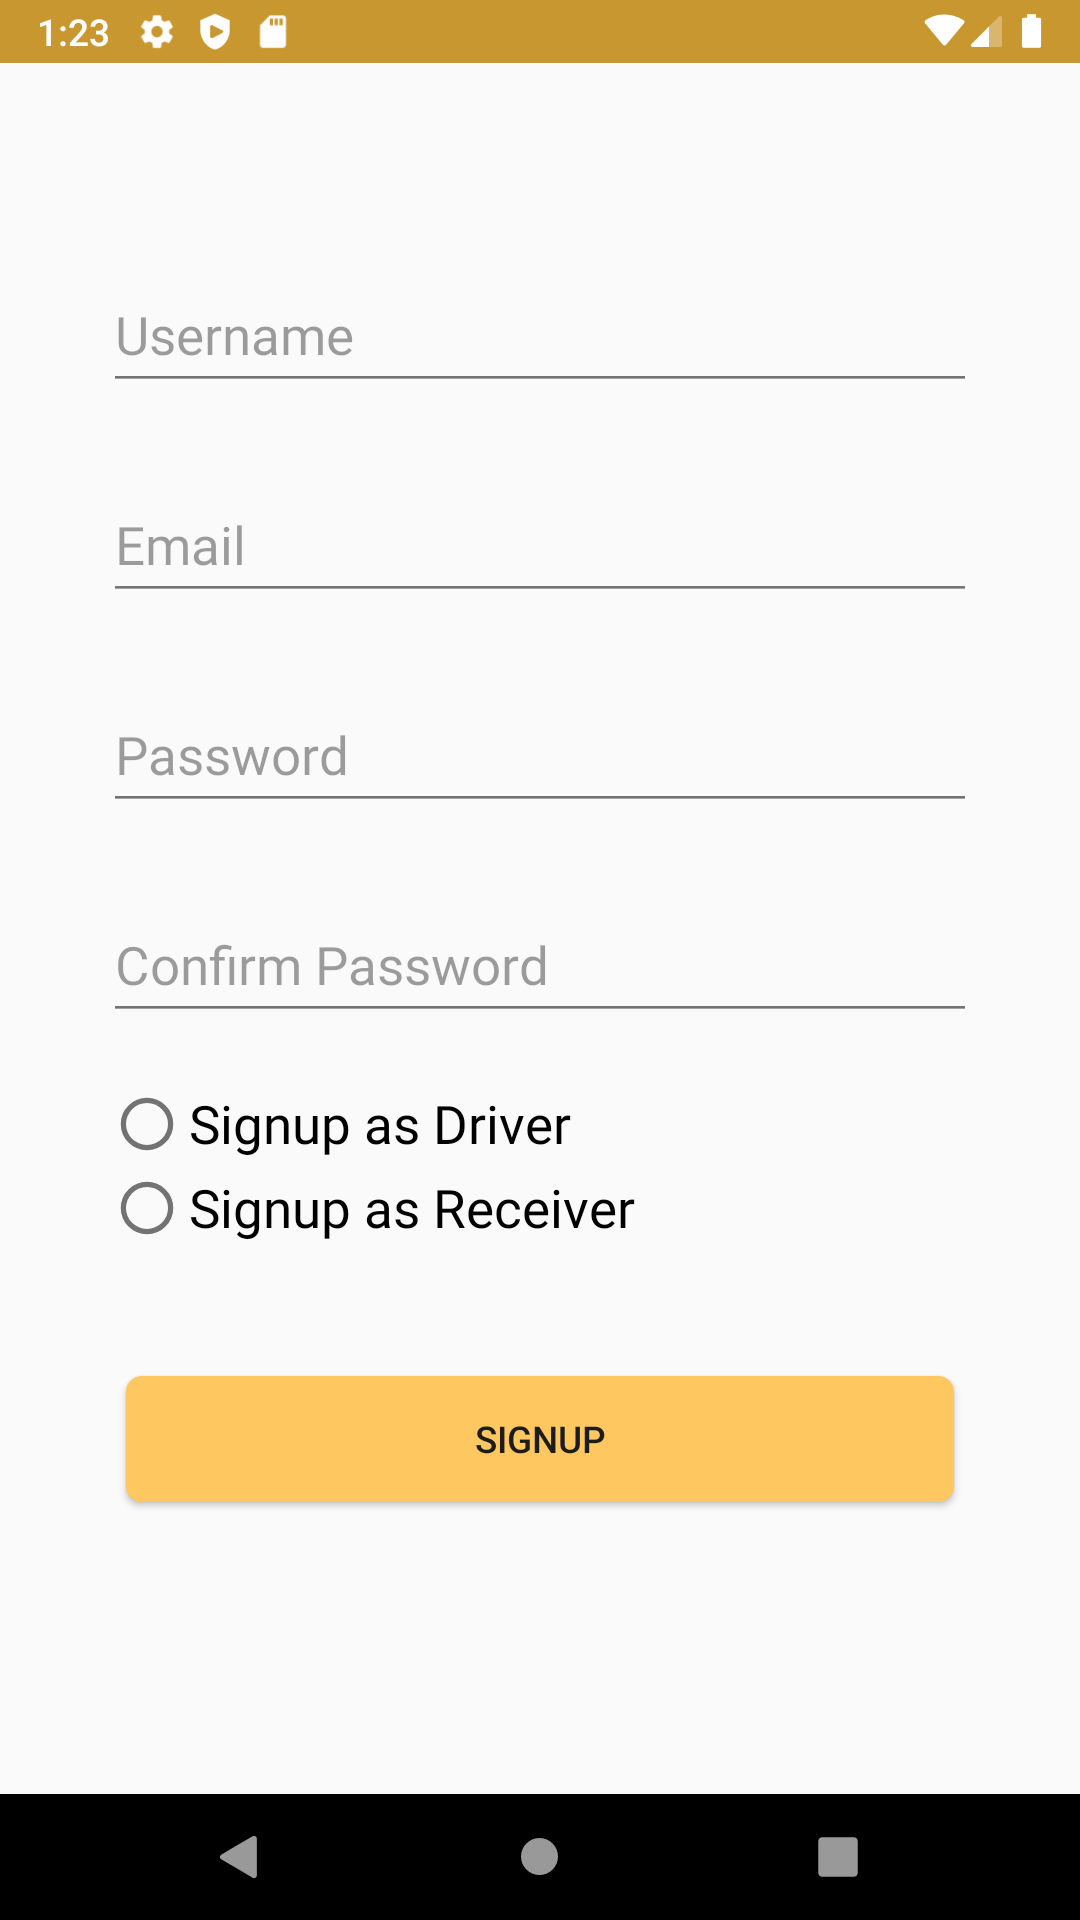 1:23
Username
Email
Password
Confirm Password
Signup as Driver
Signup as Receiver
SIGNUP